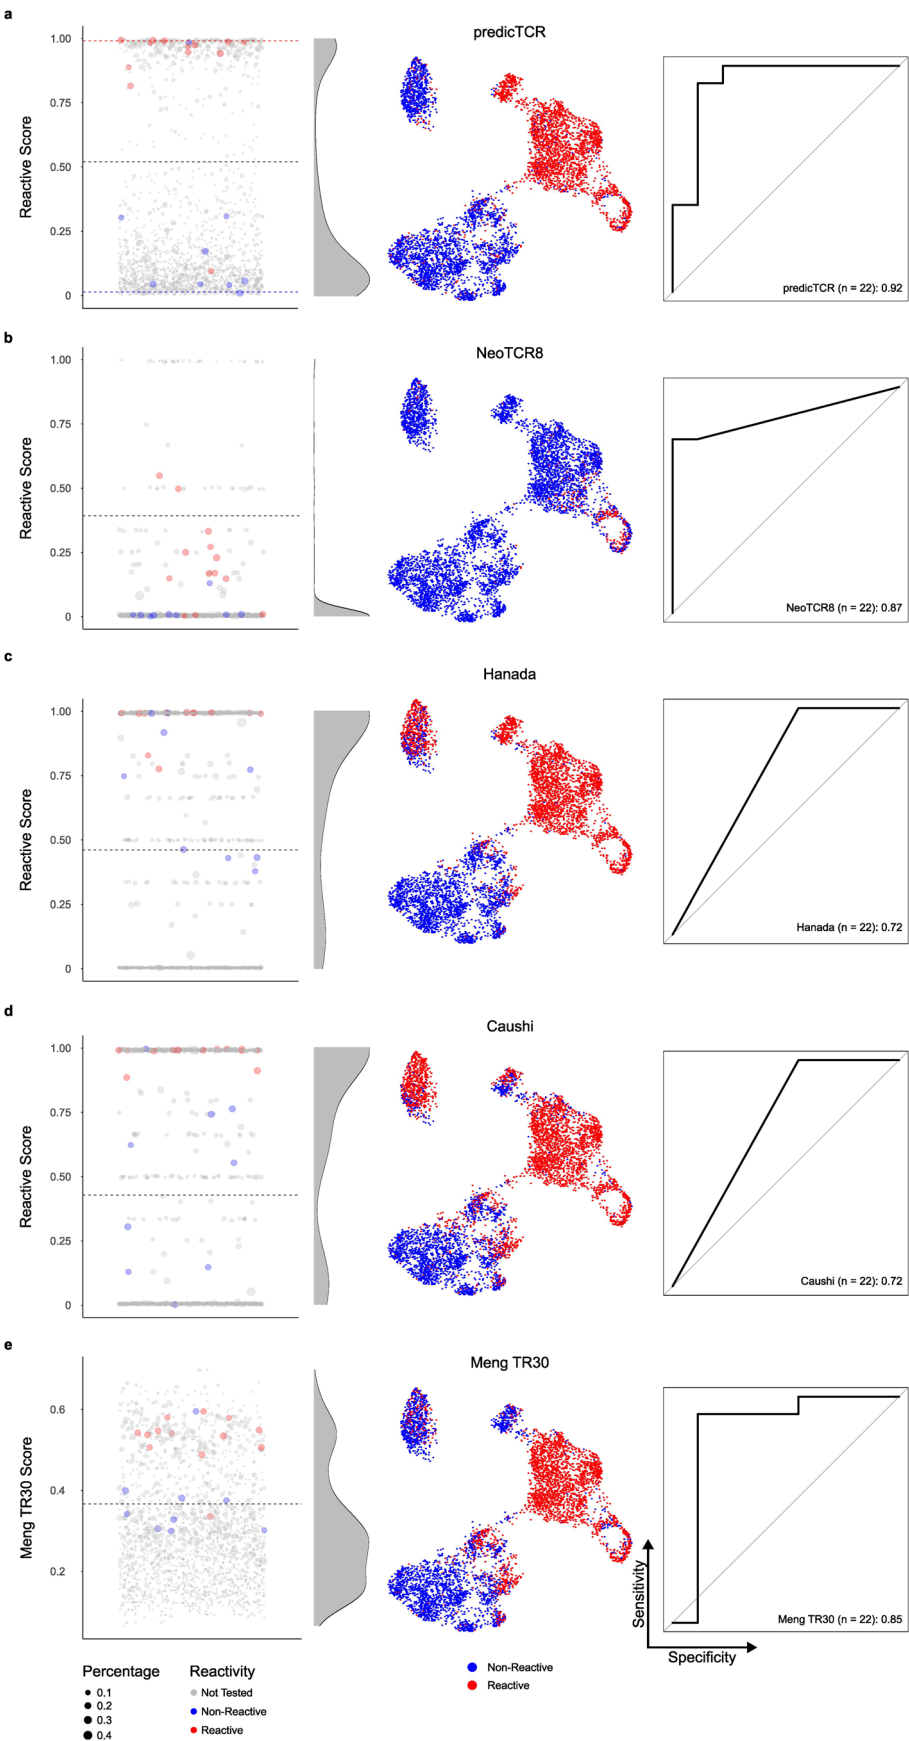 a
predicTCR
Reactive Score
1.00
0.75
0.50
0.25
0
predicTCR (n = 22): 0.92
b
NeoTCR8
Reactive Score
1.00
0.75
0.50
0.25
0
NeoTCR8 (n = 22): 0.87
c
Hanada
Reactive Score
1.00
0.75
0.50
0.25
0
Hanada (n = 22): 0.72
d
Caushi
Reactive Score
1.00
0.75
0.50
0.25
0
Caushi (n = 22): 0.72
e
Meng TR30
Meng TR30 Score
0.6
0.4
0.2
Meng TR30 (n = 22): 0.85
Sensitivity
Specificity
Percentage
0.1
0.2
0.3
0.4
Reactivity
Not Tested
Non-Reactive
Reactive
Non-Reactive
Reactive